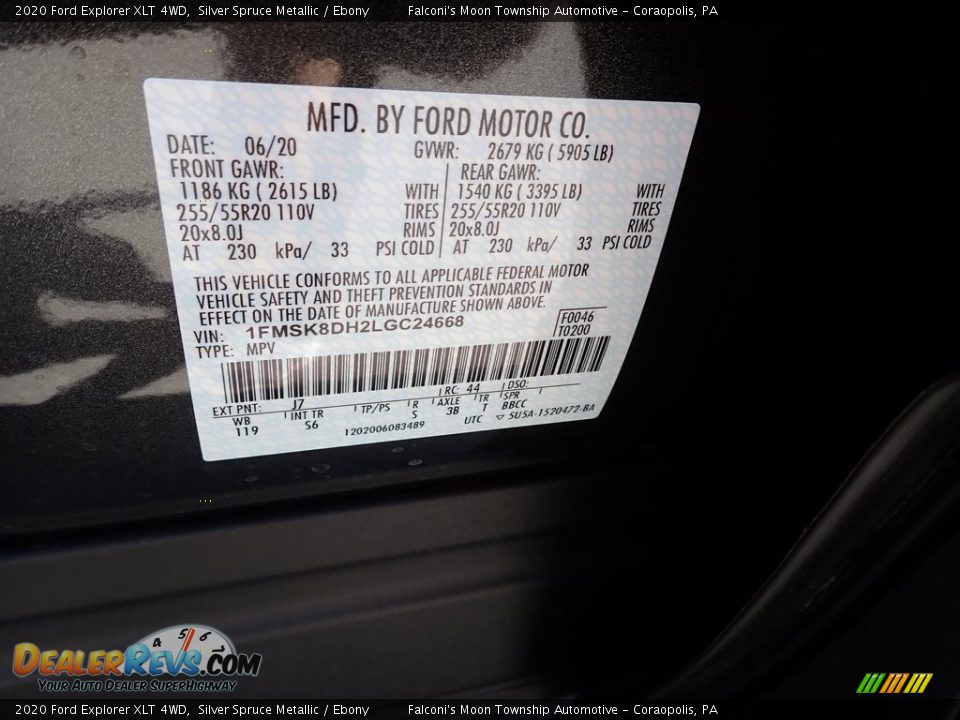 2020 Ford Explorer XLT 4WD, Silver Spruce Metallic / Ebony Falconi's Moon Township Automotive - Coraopolis, PA
MFD. BY FORD MOTOR CO.
DATE: 06/20 GVWR: 2679 KG ( 5905 LB)
FRONT GAWR: REAR GAWR:
1186 KG ( 2615 LB) WITH 1540 KG ( 3395 LB) WITH
255/55R20 110V TIRES 255/55R20 110V TIRES
20x8.0J RIMS 20x8.0J RIMS
AT 230 kPa/ 33 PSI COLD AT 230 kPa/ 33 PSI COLD
THIS VEHICLE CONFORMS TO ALL APPLICABLE FEDERAL MOTOR
VEHICLE SAFETY AND THEFT PREVENTION STANDARDS IN
EFFECT ON THE DATE OF MANUFACTURE SHOWN ABOVE.
VIN: 1FMSK8DH2LGC24668 F0046
TYPE: MPV T0200
EXT PNT: J7 RC: 44 DSO:
WB INT TR TP/PS R AXLE TR SPR
119 S6 S 3B T BBCC
1202006083489 UTC ▽ 5U5A-1520472-BA
4 5 6
DEALERREVS.COM
YOUR AUTO DEALER SUPERHIGHWAY
2020 Ford Explorer XLT 4WD, Silver Spruce Metallic / Ebony Falconi's Moon Township Automotive - Coraopolis, PA